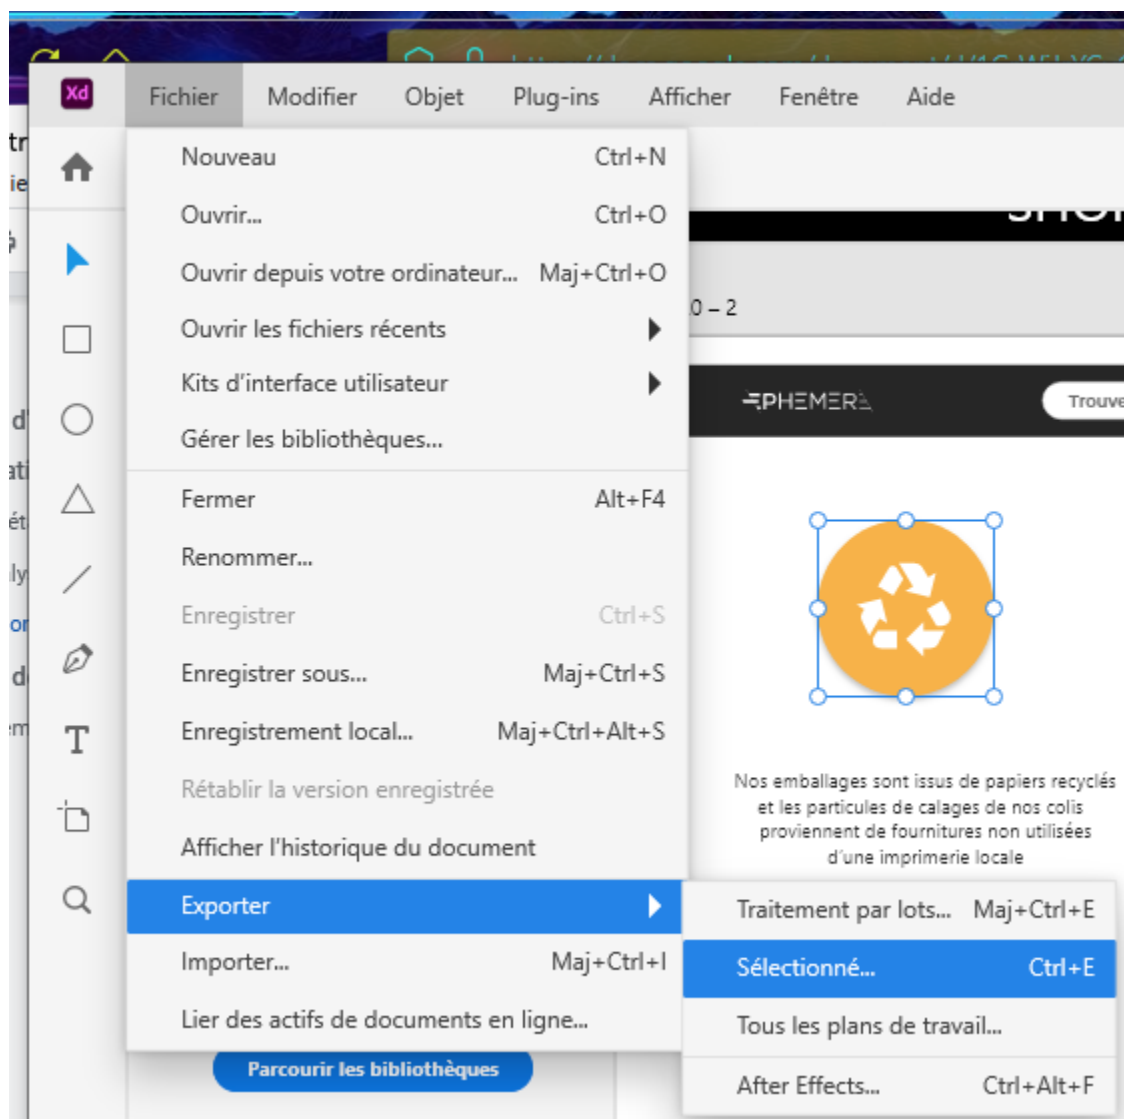 Xd Fichier Modifier Objet Plug-ins Afficher Fenêtre Aide
Nouveau Ctrl+N
Ouvrir... Ctrl+O
Ouvrir depuis votre ordinateur... Maj+Ctrl+O
Ouvrir les fichiers récents
Kits d'interface utilisateur
Gérer les bibliothèques...
Fermer Alt+F4
Renommer...
Enregistrer Ctrl+S
Enregistrer sous... Maj+Ctrl+S
Enregistrement local... Maj+Ctrl+Alt+S
Rétablir la version enregistrée
Afficher l'historique du document
Exporter
Importer... Maj+Ctrl+I
Lier des actifs de documents en ligne...
Parcourir les bibliothèques
0 – 2
EPHEMERE
Trouve
Nos emballages sont issus de papiers recyclés
et les particules de calages de nos colis
proviennent de fournitures non utilisées
d'une imprimerie locale
Traitement par lots... Maj+Ctrl+E
Sélectionné... Ctrl+E
Tous les plans de travail...
After Effects... Ctrl+Alt+F